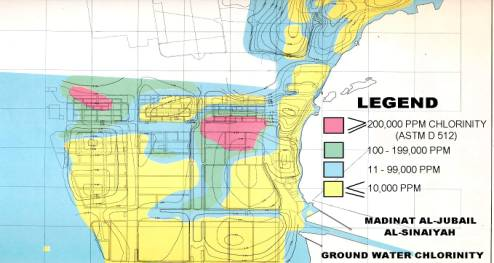 LEGEND
≥200,000 PPM CHLORINITY
(ASTM D 512)
100 - 199,000 PPM
11 - 99,000 PPM
≤ 10,000 PPM
MADINAT AL-JUBAIL
AL-SINAIYAH
GROUND WATER CHLORINITY